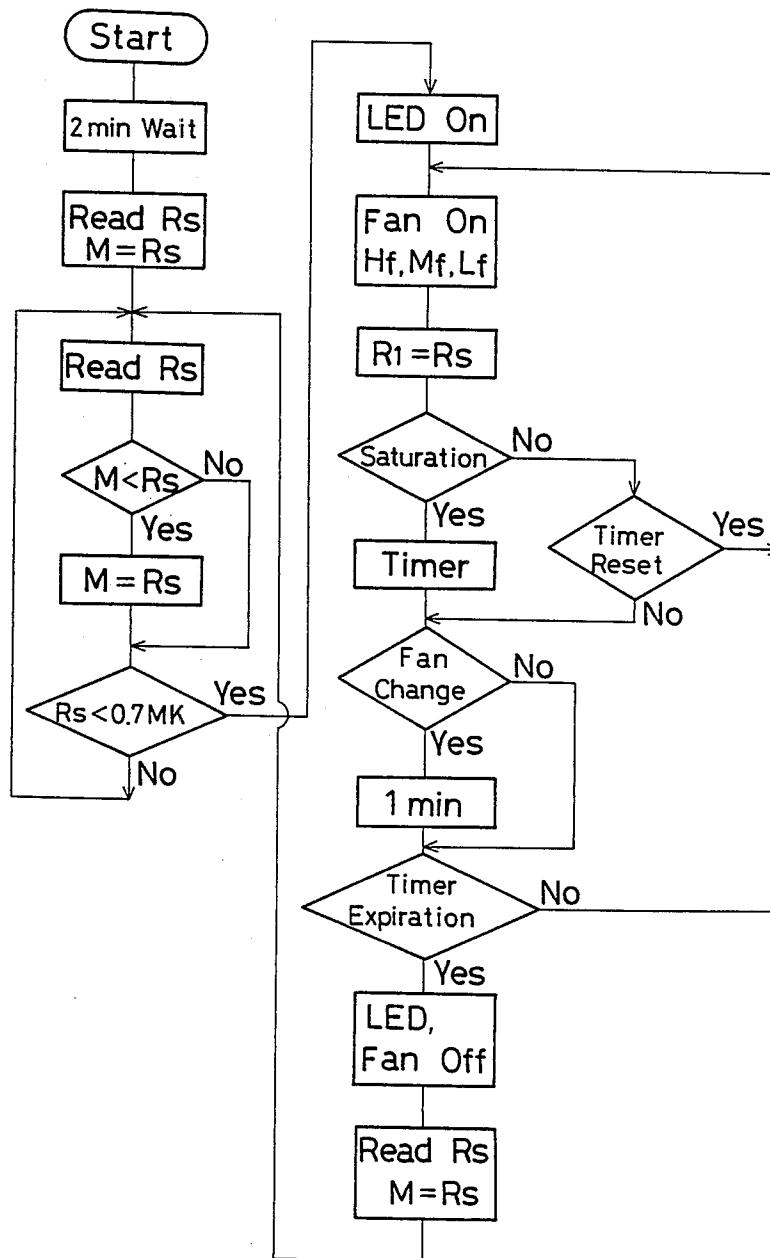 Start
2 min Wait
Read Rs
M=Rs
Read Rs
M<Rs
No
Yes
M=Rs
Rs<0.7MK
Yes
No
LED On
Fan On
Hf, Mf, Lf
R1=Rs
Saturation
No
Yes
Timer
Timer
Reset
Yes
No
Fan
Change
No
Yes
1 min
Timer
Expiration
No
Yes
LED,
Fan Off
Read Rs
M=Rs